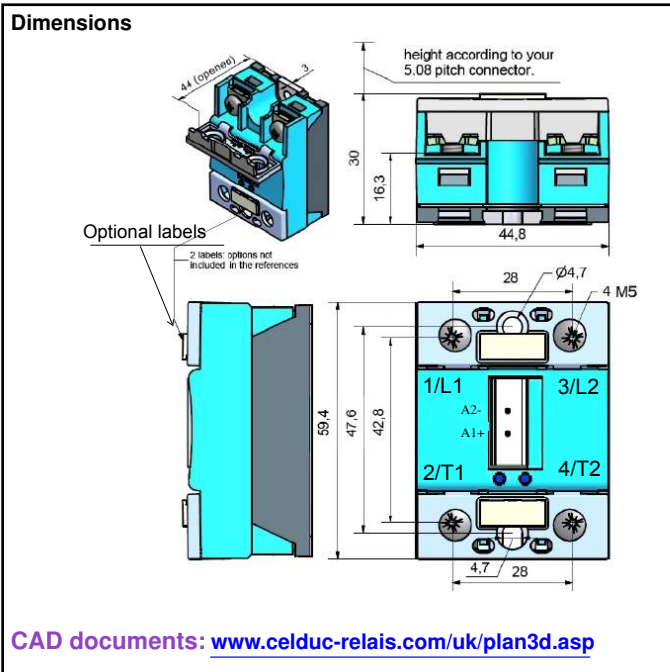 Dimensions
44 (opened)
3
height according to your
5.08 pitch connector.
30
16,3
44,8
Optional labels
2 labels: options not
included in the references
28
Ø4,7
4 M5
59,4
47,6
42,8
1/L1
3/L2
A2-
A1+
2/T1
4/T2
4,7
28
CAD documents: www.celduc-relais.com/uk/plan3d.asp